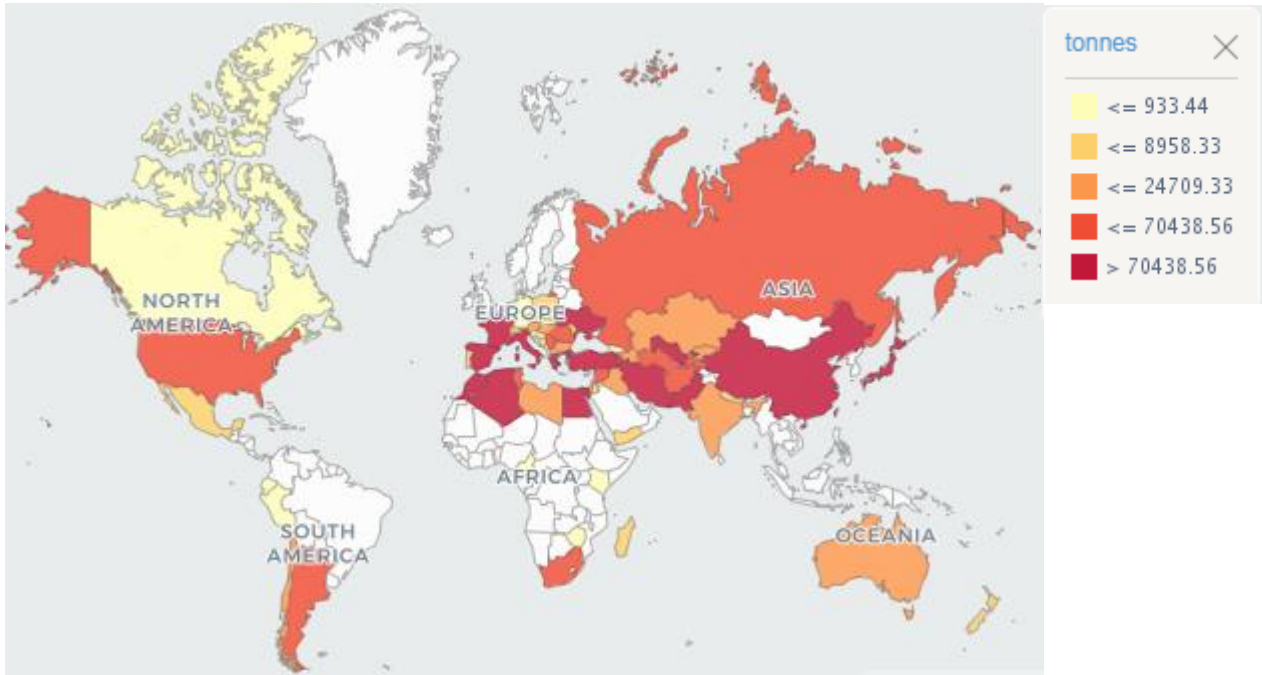 tonnes
<= 933.44
<= 8958.33
<= 24709.33
<= 70438.56
> 70438.56
NORTH
AMERICA
EUROPE
ASIA
AFRICA
SOUTH
AMERICA
OCEANIA